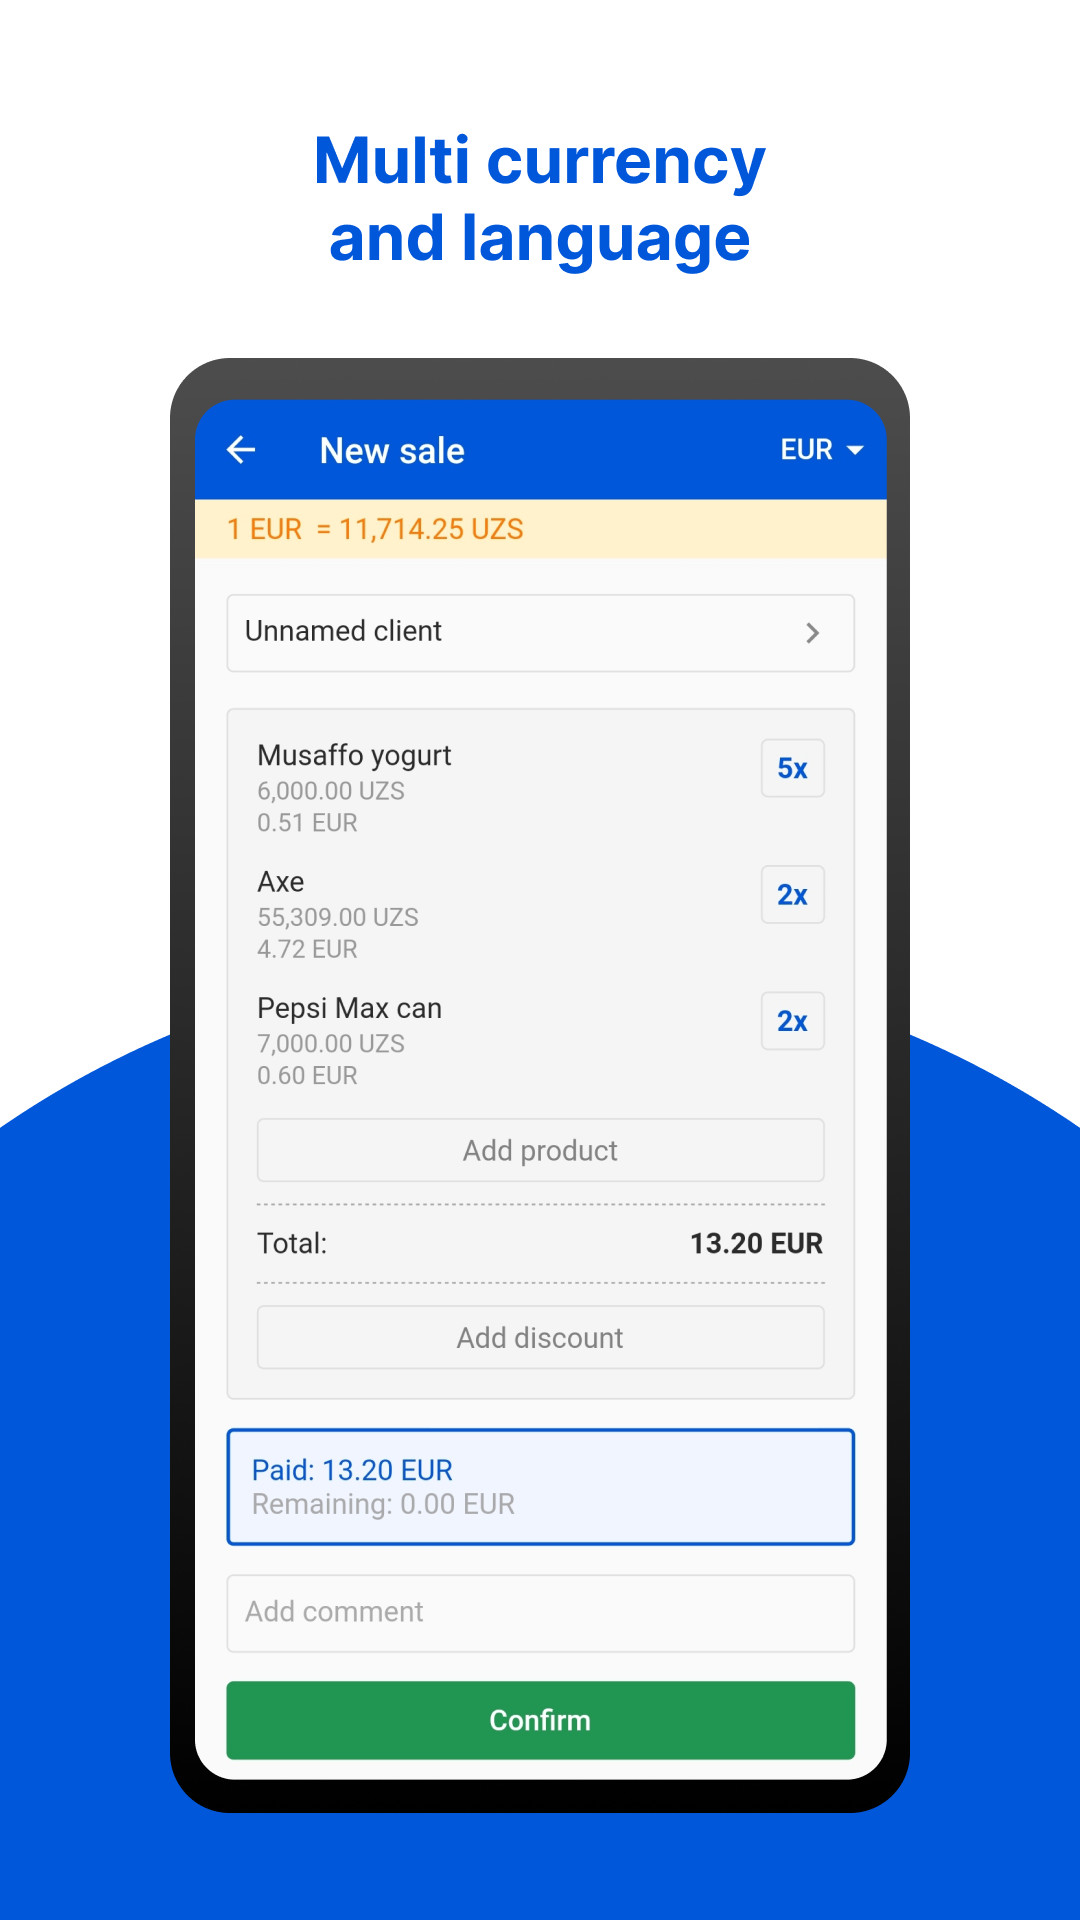 Multi currency
and language
New sale
EUR
1 EUR = 11,714.25 UZS
Unnamed client
Musaffo yogurt
5x
6,000.00 UZS
0.51 EUR
Axe
2x
55,309.00 UZS
4.72 EUR
Pepsi Max can
2x
7,000.00 UZS
0.60 EUR
Add product
Total: 13.20 EUR
Add discount
Paid: 13.20 EUR
Remaining: 0.00 EUR
Add comment
Confirm